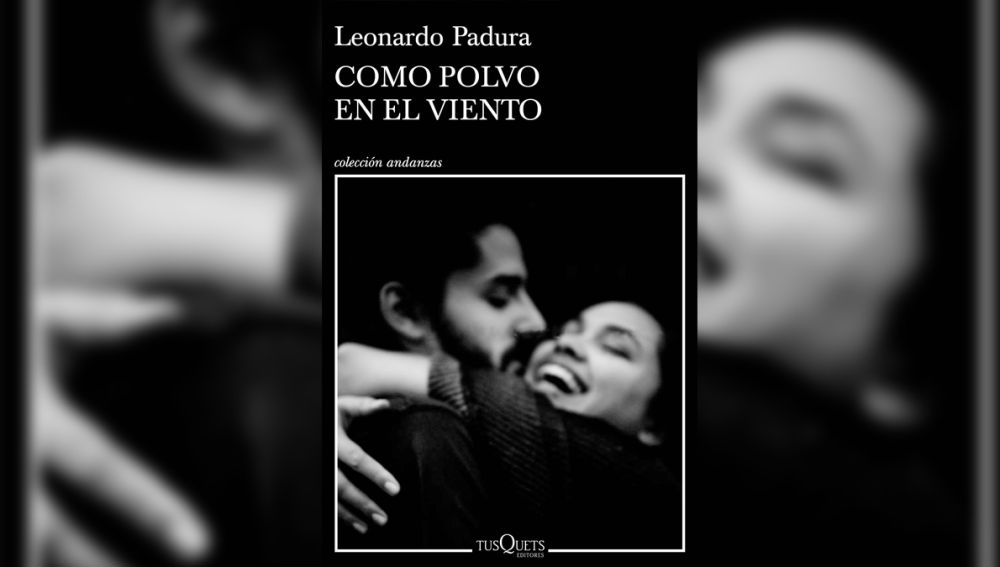 Leonardo Padura
COMO POLVO
EN EL VIENTO
colección andanzas
TUSQUETS
EDITORES